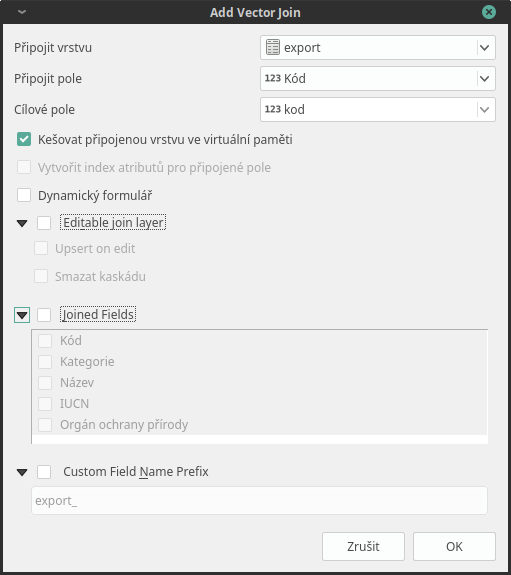 Add Vector Join
Připojit vrstvu
export
Připojit pole
123 Kód
Cílové pole
123 kod
Kešovat připojenou vrstvu ve virtuální paměti
Vytvořit index atributů pro připojené pole
Dynamický formulář
Editable join layer
Upsert on edit
Smazat kaskádu
Joined Fields
Kód
Kategorie
Název
IUCN
Orgán ochrany přírody
Custom Field Name Prefix
export_
Zrušit
OK